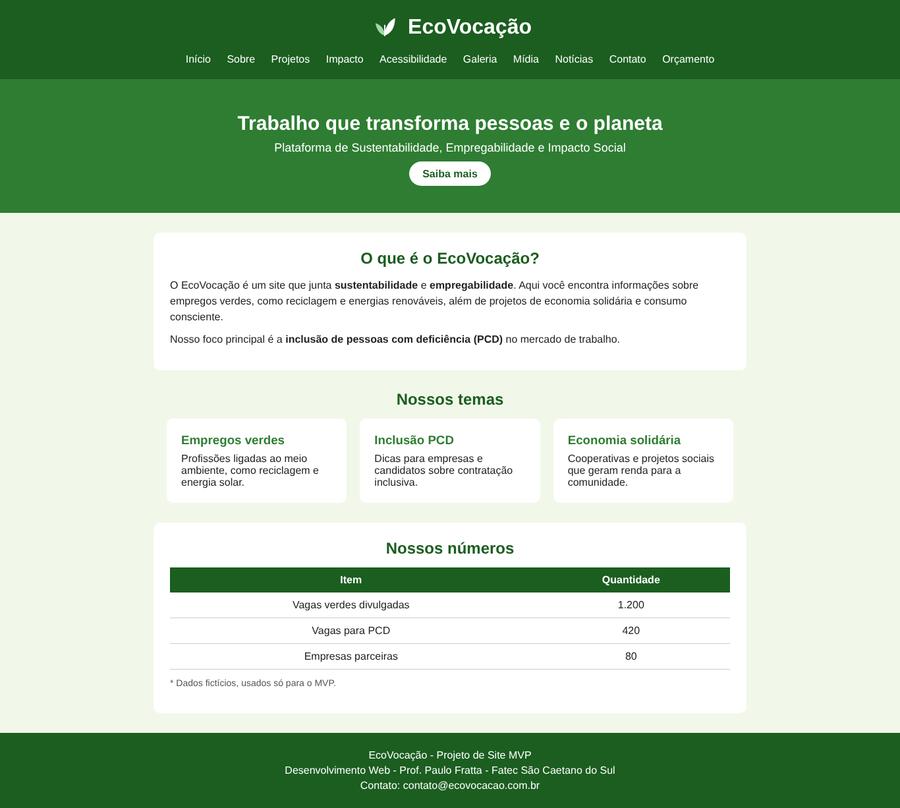 EcoVocação
Início Sobre Projetos Impacto Acessibilidade Galeria Mídia Notícias Contato Orçamento
Trabalho que transforma pessoas e o planeta
Plataforma de Sustentabilidade, Empregabilidade e Impacto Social
Saiba mais
O que é o EcoVocação?
O EcoVocação é um site que junta sustentabilidade e empregabilidade. Aqui você encontra informações sobre
empregos verdes, como reciclagem e energias renováveis, além de projetos de economia solidária e consumo
consciente.
Nosso foco principal é a inclusão de pessoas com deficiência (PCD) no mercado de trabalho.
Nossos temas
Empregos verdes
Profissões ligadas ao meio
ambiente, como reciclagem e
energia solar.
Inclusão PCD
Dicas para empresas e
candidatos sobre contratação
inclusiva.
Economia solidária
Cooperativas e projetos sociais
que geram renda para a
comunidade.
Nossos números
Item Quantidade
Vagas verdes divulgadas 1.200
Vagas para PCD 420
Empresas parceiras 80
* Dados fictícios, usados só para o MVP.
EcoVocação - Projeto de Site MVP
Desenvolvimento Web - Prof. Paulo Fratta - Fatec São Caetano do Sul
Contato: contato@ecovocacao.com.br